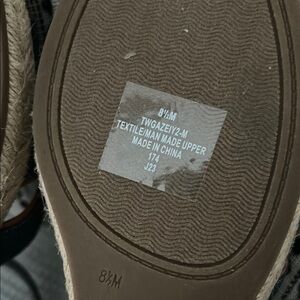 8½M
TWGAZEIY2-M
TEXTILE/MAN MADE UPPER
MADE IN CHINA
174
J23
8½M